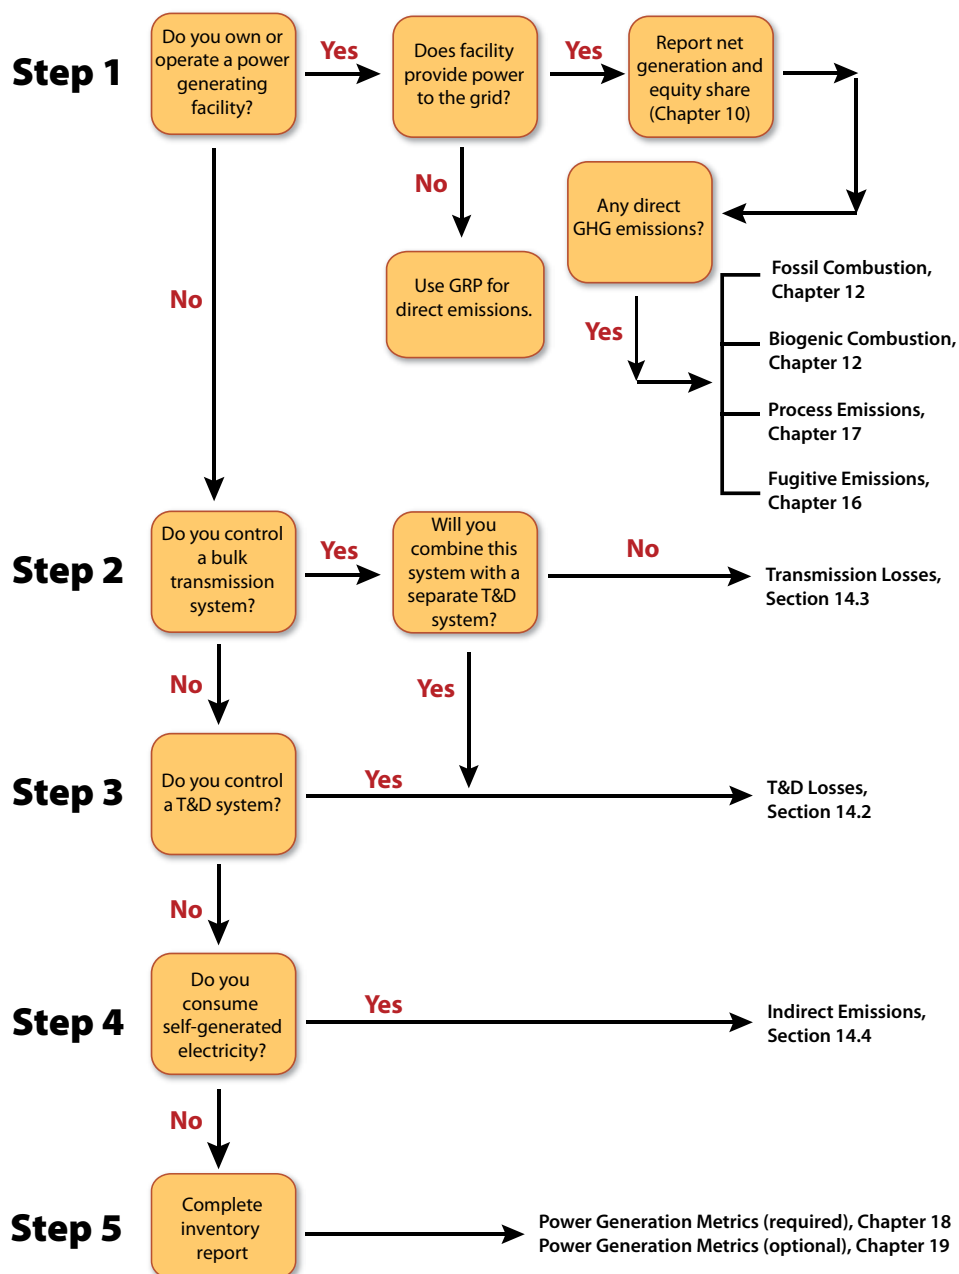 Step 1
Do you own or
operate a power
generating
facility?
Yes
Does facility
provide power
to the grid?
Yes
Report net
generation and
equity share
(Chapter 10)
No
No
Use GRP for
direct emissions.
Any direct
GHG emissions?
Yes
Fossil Combustion,
Chapter 12
Biogenic Combustion,
Chapter 12
Process Emissions,
Chapter 17
Fugitive Emissions,
Chapter 16
Step 2
Do you control
a bulk
transmission
system?
Yes
Will you
combine this
system with a
separate T&D
system?
No
Transmission Losses,
Section 14.3
No
Yes
Step 3
Do you control
a T&D system?
Yes
T&D Losses,
Section 14.2
No
Step 4
Do you
consume
self-generated
electricity?
Yes
Indirect Emissions,
Section 14.4
No
Step 5
Complete
inventory
report
Power Generation Metrics (required), Chapter 18
Power Generation Metrics (optional), Chapter 19